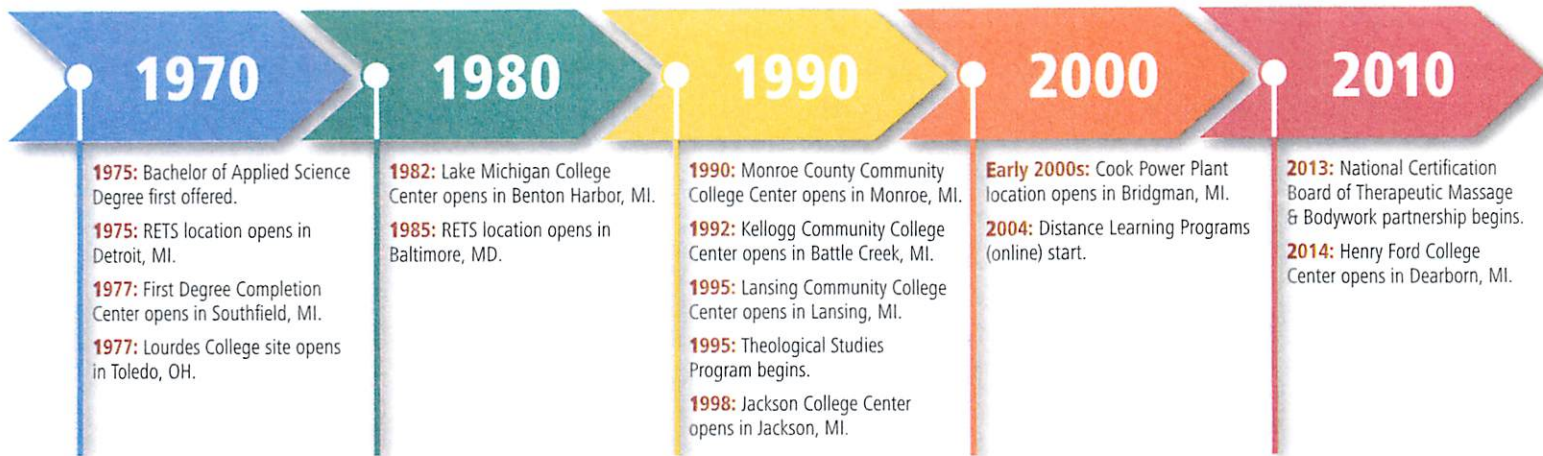 1970
1975: Bachelor of Applied Science
Degree first offered.
1975: RETS location opens in
Detroit, MI.
1977: First Degree Completion
Center opens in Southfield, MI.
1977: Lourdes College site opens
in Toledo, OH.
1980
1982: Lake Michigan College
Center opens in Benton Harbor, MI.
1985: RETS location opens in
Baltimore, MD.
1990
1990: Monroe County Community
College Center opens in Monroe, MI.
1992: Kellogg Community College
Center opens in Battle Creek, MI.
1995: Lansing Community College
Center opens in Lansing, MI.
1995: Theological Studies
Program begins.
1998: Jackson College Center
opens in Jackson, MI.
2000
Early 2000s: Cook Power Plant
location opens in Bridgman, MI.
2004: Distance Learning Programs
(online) start.
2010
2013: National Certification
Board of Therapeutic Massage
& Bodywork partnership begins.
2014: Henry Ford College
Center opens in Dearborn, MI.